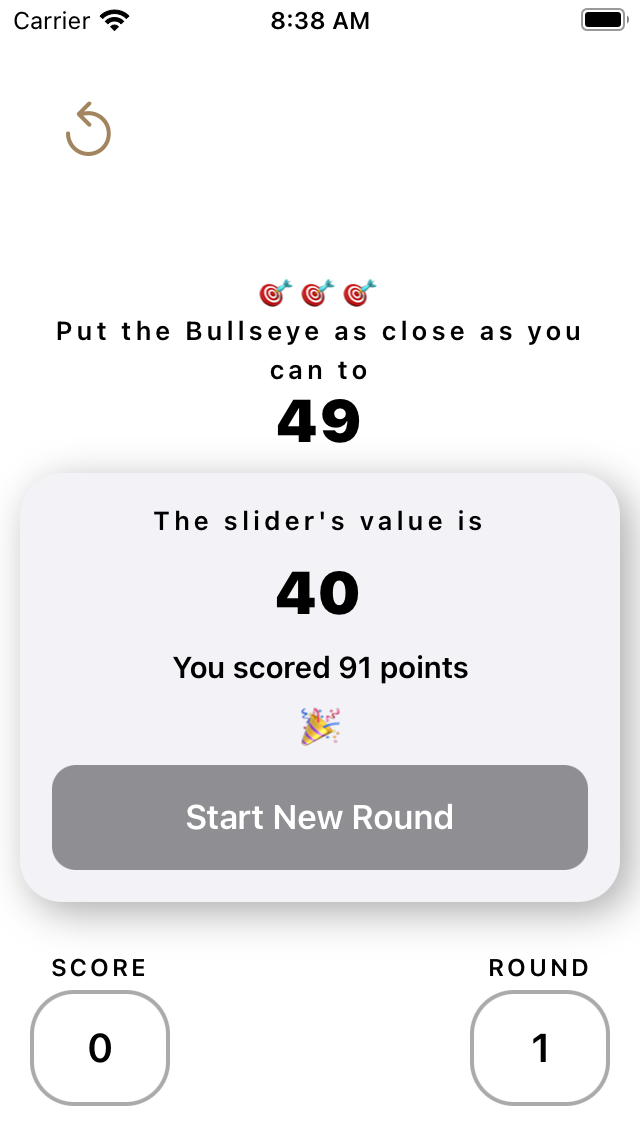 Carrier 8:38 AM
Put the Bullseye as close as you
can to
49
The slider's value is
40
You scored 91 points
Start New Round
SCORE ROUND
0 1